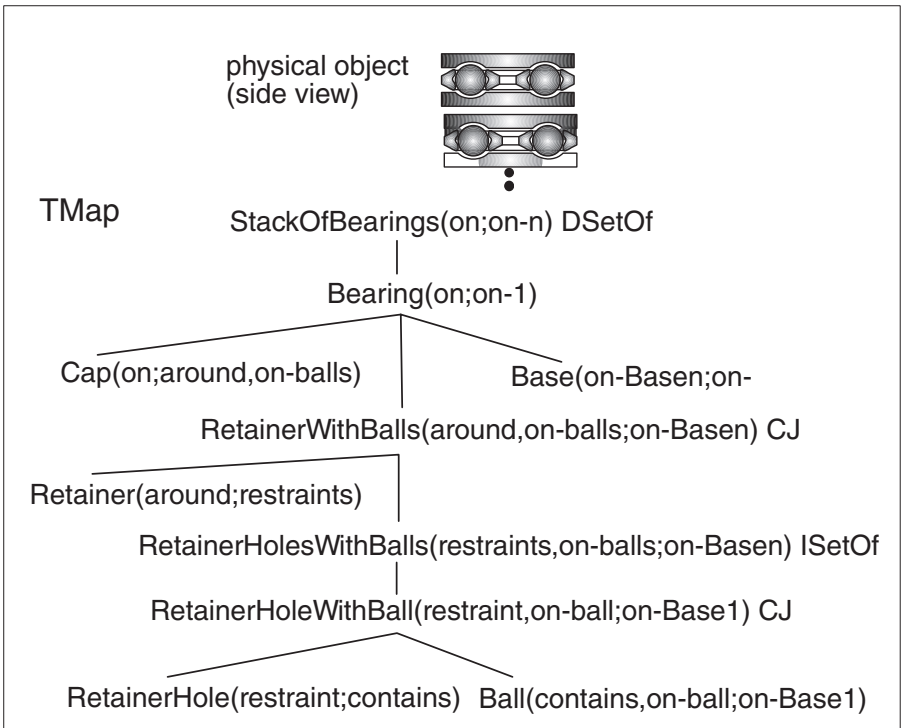 physical object
(side view)
TMap
StackOfBearings(on;on-n) DSetOf
Bearing(on;on-1)
Cap(on;around,on-balls)
Base(on-Basen;on-
RetainerWithBalls(around,on-balls;on-Basen) CJ
Retainer(around;restraints)
RetainerHolesWithBalls(restraints,on-balls;on-Basen) ISetOf
RetainerHoleWithBall(restraint,on-ball;on-Base1) CJ
RetainerHole(restraint;contains)
Ball(contains,on-ball;on-Base1)